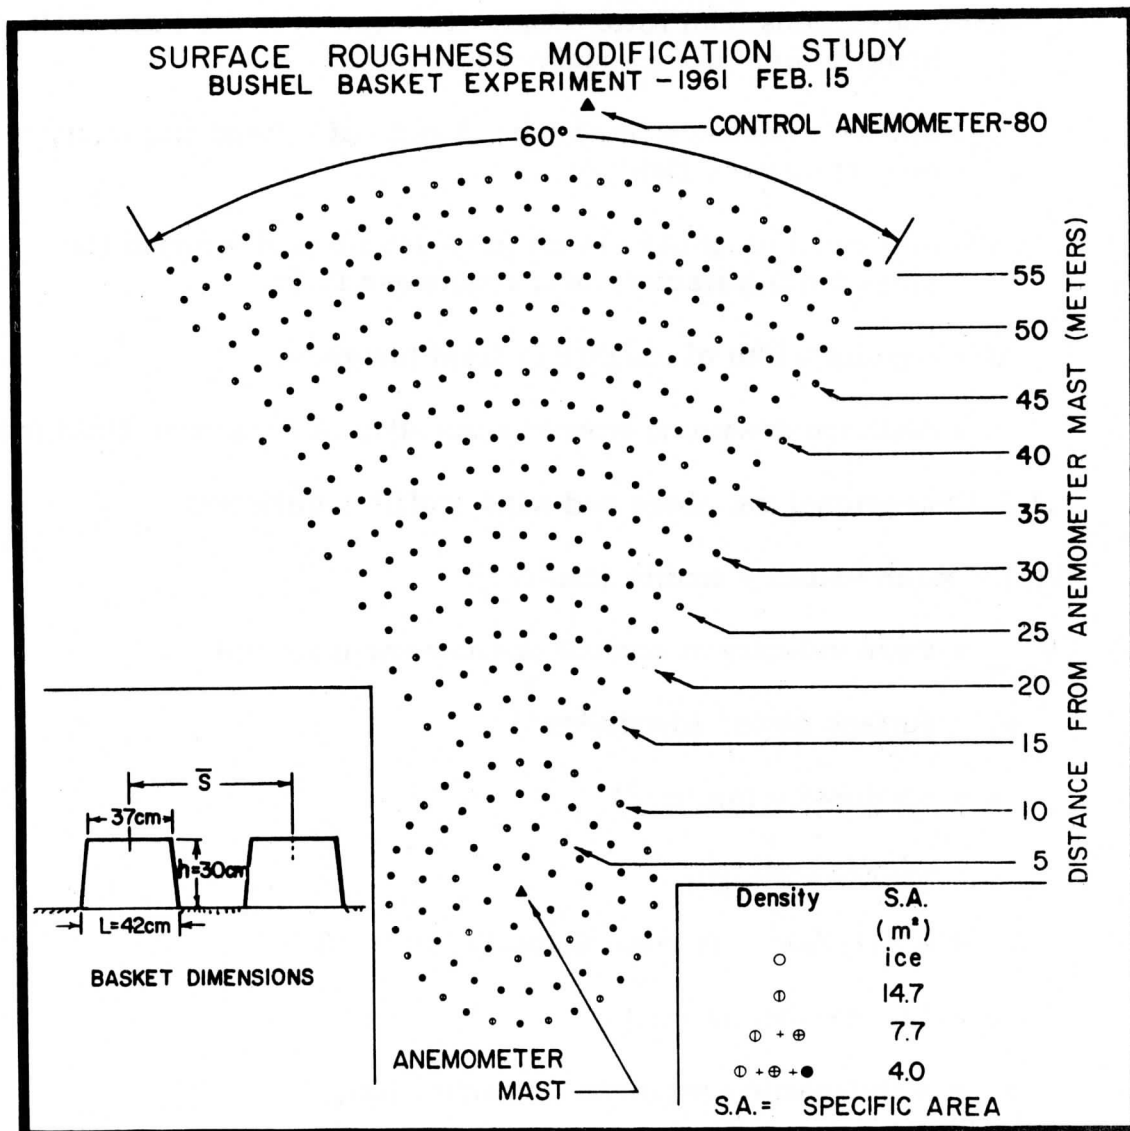 SURFACE ROUGHNESS MODIFICATION STUDY
BUSHEL BASKET EXPERIMENT - 1961 FEB. 15
CONTROL ANEMOMETER-80
60°
55
50
45
40
35
30
25
20
15
10
5
DISTANCE FROM ANEMOMETER MAST (METERS)
S̅
37cm
h=30cm
L=42cm
BASKET DIMENSIONS
ANEMOMETER
MAST
Density S.A.
(m²)
○ ice
⦶ 14.7
⦶ + ⊕ 7.7
⦶ + ⊕ + ● 4.0
S.A. = SPECIFIC AREA